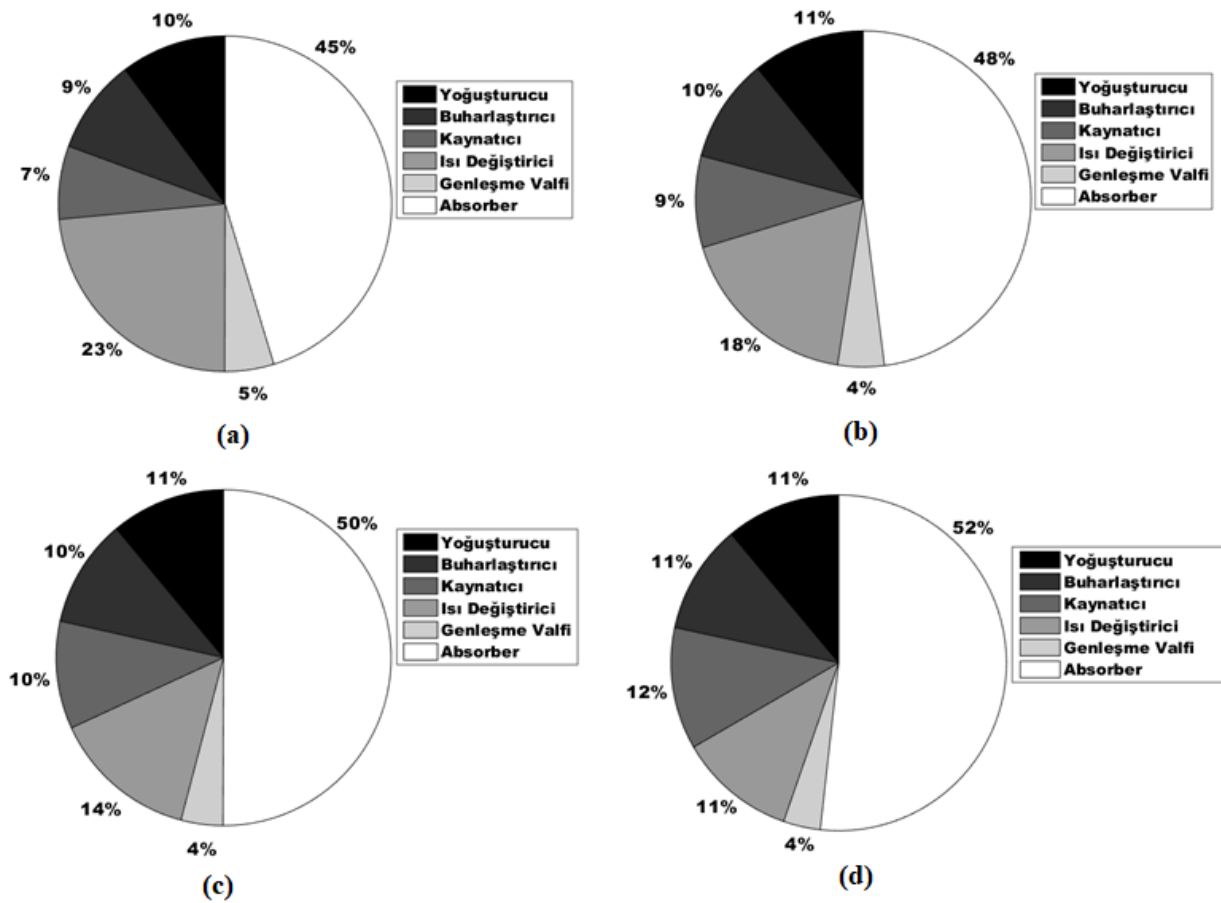 10%
45%
9%
7%
23%
5%
Yoğuşturucu
Buharlaştırıcı
Kaynatıcı
Isı Değiştirici
Genleşme Valfi
Absorber
(a)
11%
48%
10%
9%
18%
4%
Yoğuşturucu
Buharlaştırıcı
Kaynatıcı
Isı Değiştirici
Genleşme Valfi
Absorber
(b)
11%
50%
10%
10%
14%
4%
Yoğuşturucu
Buharlaştırıcı
Kaynatıcı
Isı Değiştirici
Genleşme Valfi
Absorber
(c)
11%
52%
11%
12%
11%
4%
Yoğuşturucu
Buharlaştırıcı
Kaynatıcı
Isı Değiştirici
Genleşme Valfi
Absorber
(d)